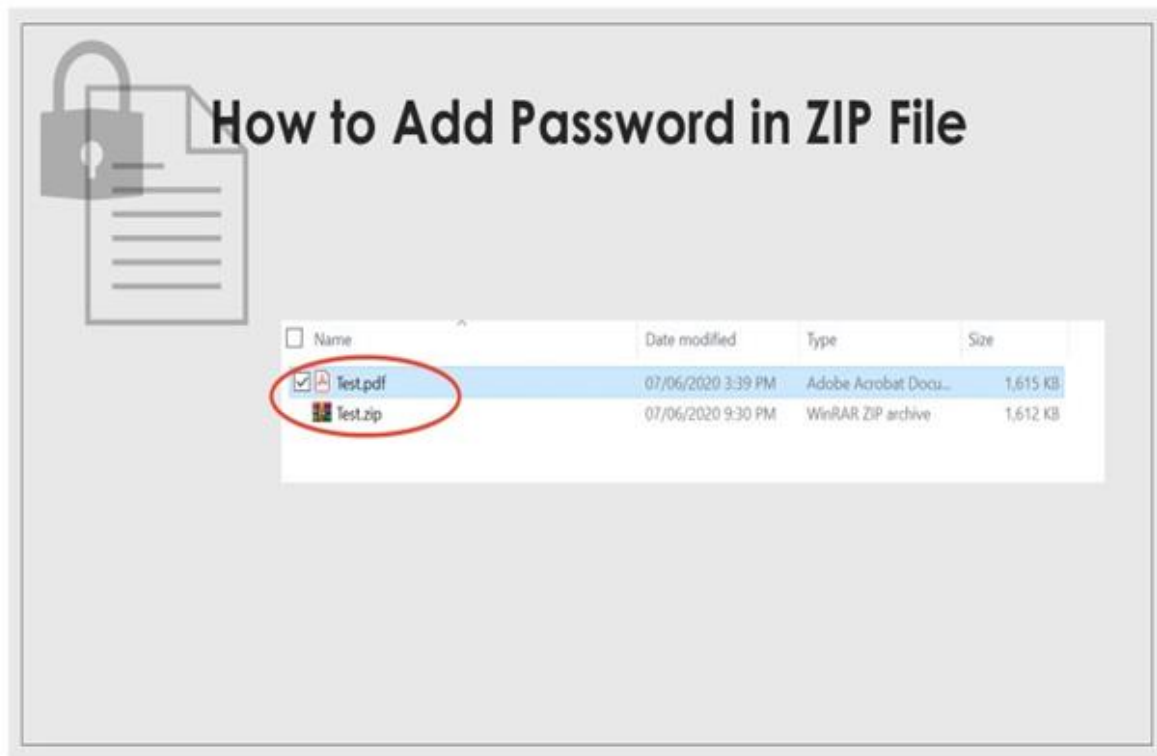 How to Add Password in ZIP File
Name Date modified Type Size
Test.pdf 07/06/2020 3:39 PM Adobe Acrobat Docu... 1,615 KB
Test.zip 07/06/2020 9:30 PM WinRAR ZIP archive 1,612 KB